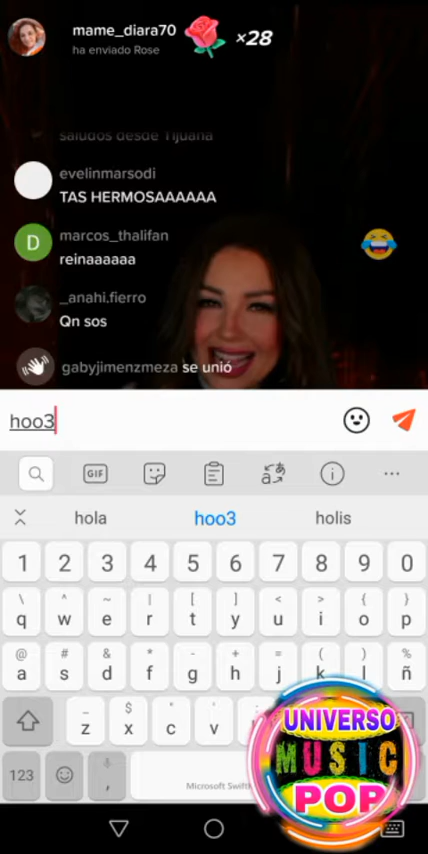 mame_diara70
×28
ha enviado Rose
saludos desde Tijuana
evelinmarsodi
TAS HERMOSAAAAAA
D
marcos_thalifan
reinaaaaaa
_anahi.fierro
Qn sos
gabyjimenzmeza se unió
hoo3
GIF
hola
hoo3
holis
1 2 3 4 5 6 7 8 9 0
\ ^ ~ | [ ] < > { }
q w e r t y u i o p
@ # & * - + = ( ) %
a s d f g h j k l ñ
z x c v
123
Microsoft Swift
UNIVERSO
MUSIC
POP